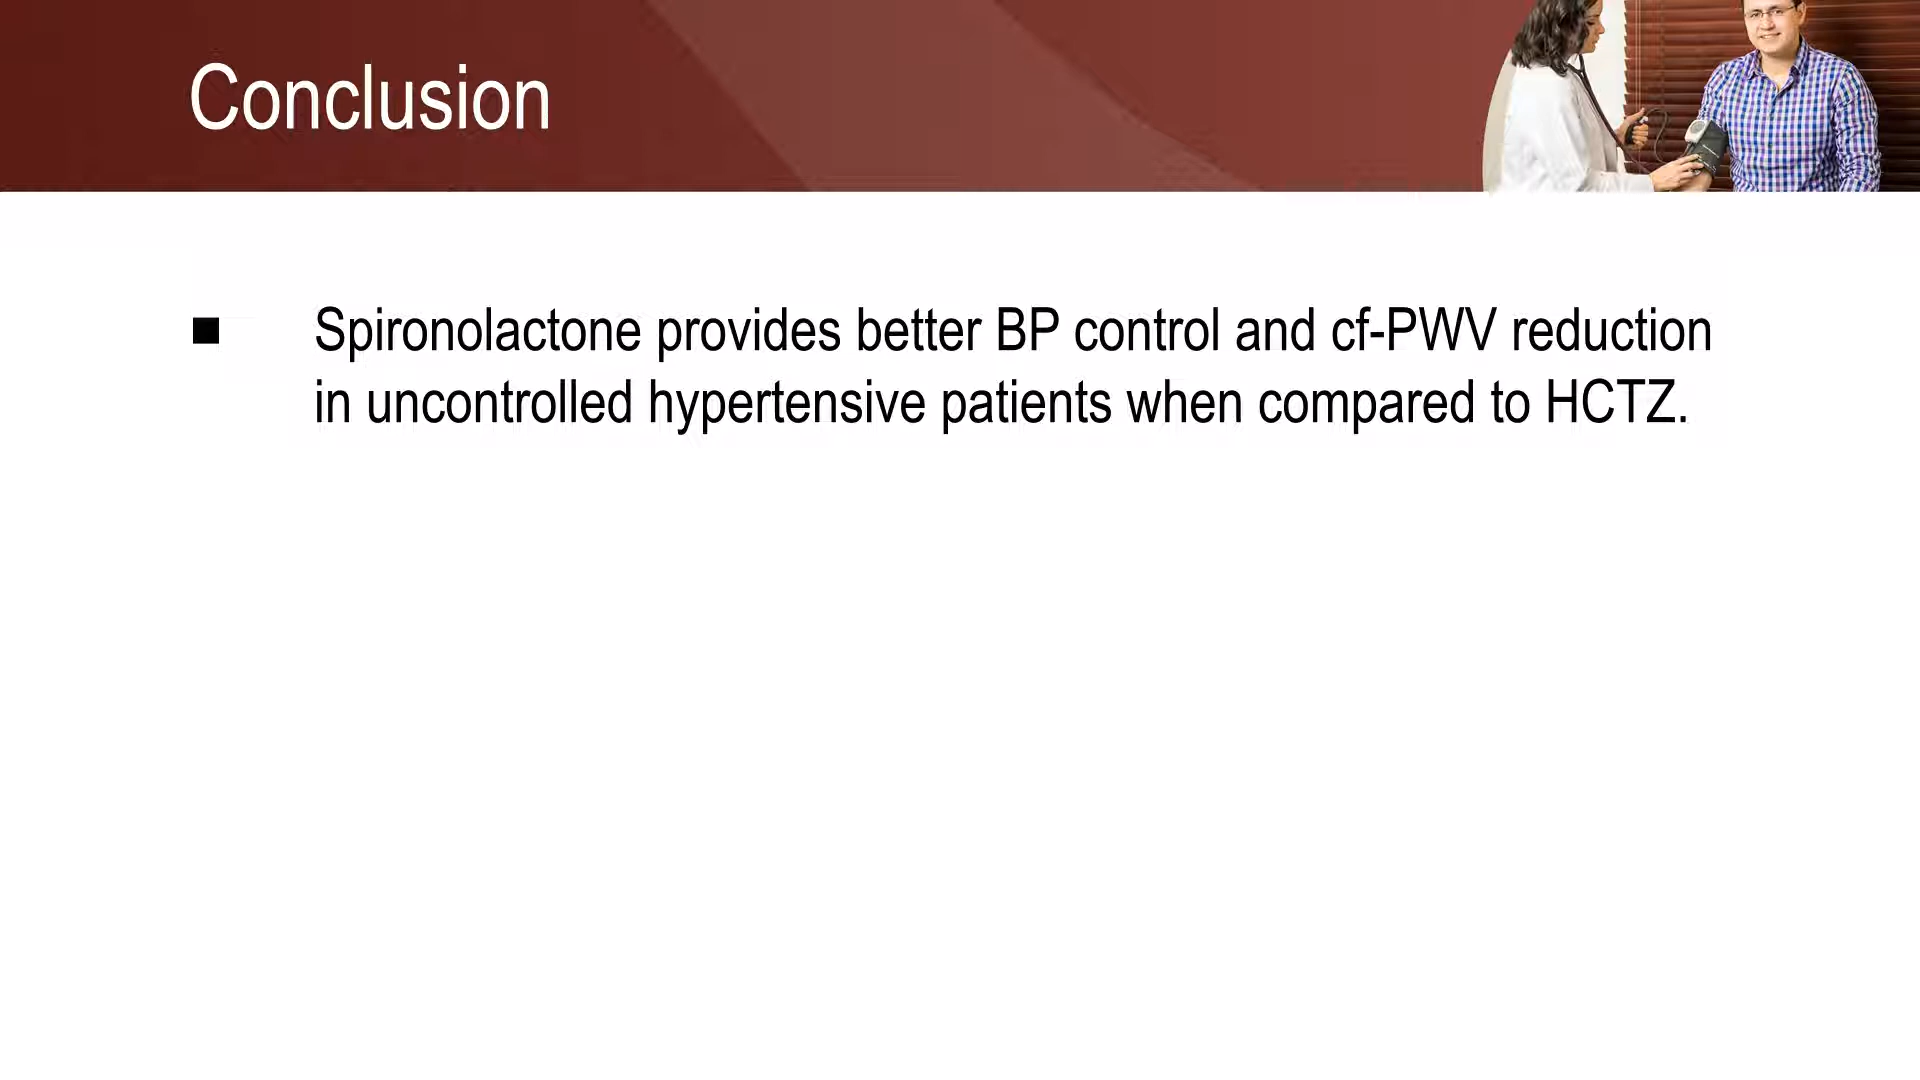 Conclusion
■ Spironolactone provides better BP control and cf-PWV reduction
in uncontrolled hypertensive patients when compared to HCTZ.